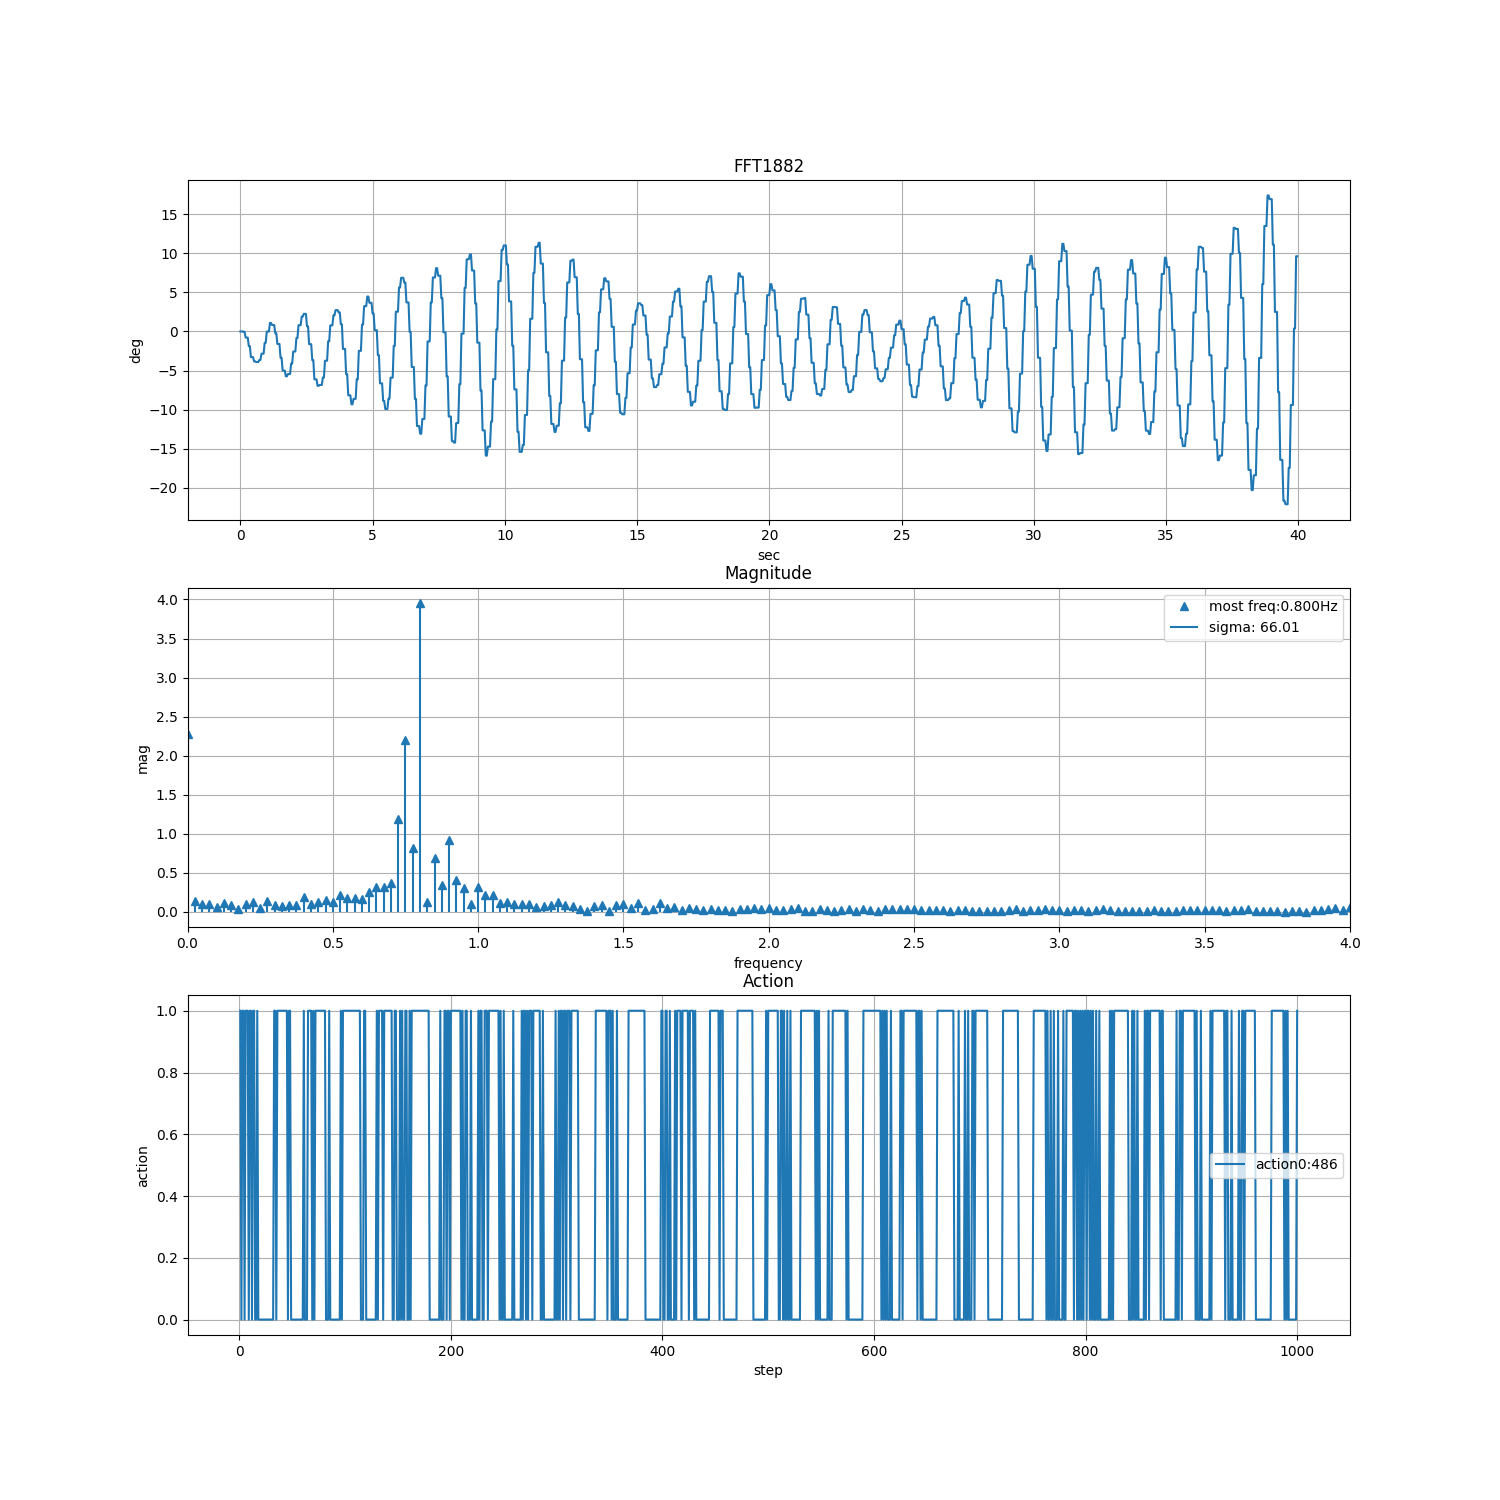 FFT1882
15
10
5
0
−5
−10
−15
−20
deg
0 5 10 15 20 25 30 35 40
sec
Magnitude
4.0
3.5
3.0
2.5
2.0
1.5
1.0
0.5
0.0
mag
most freq:0.800Hz
sigma: 66.01
0.0 0.5 1.0 1.5 2.0 2.5 3.0 3.5 4.0
frequency
Action
1.0
0.8
0.6
0.4
0.2
0.0
action
action0:486
0 200 400 600 800 1000
step